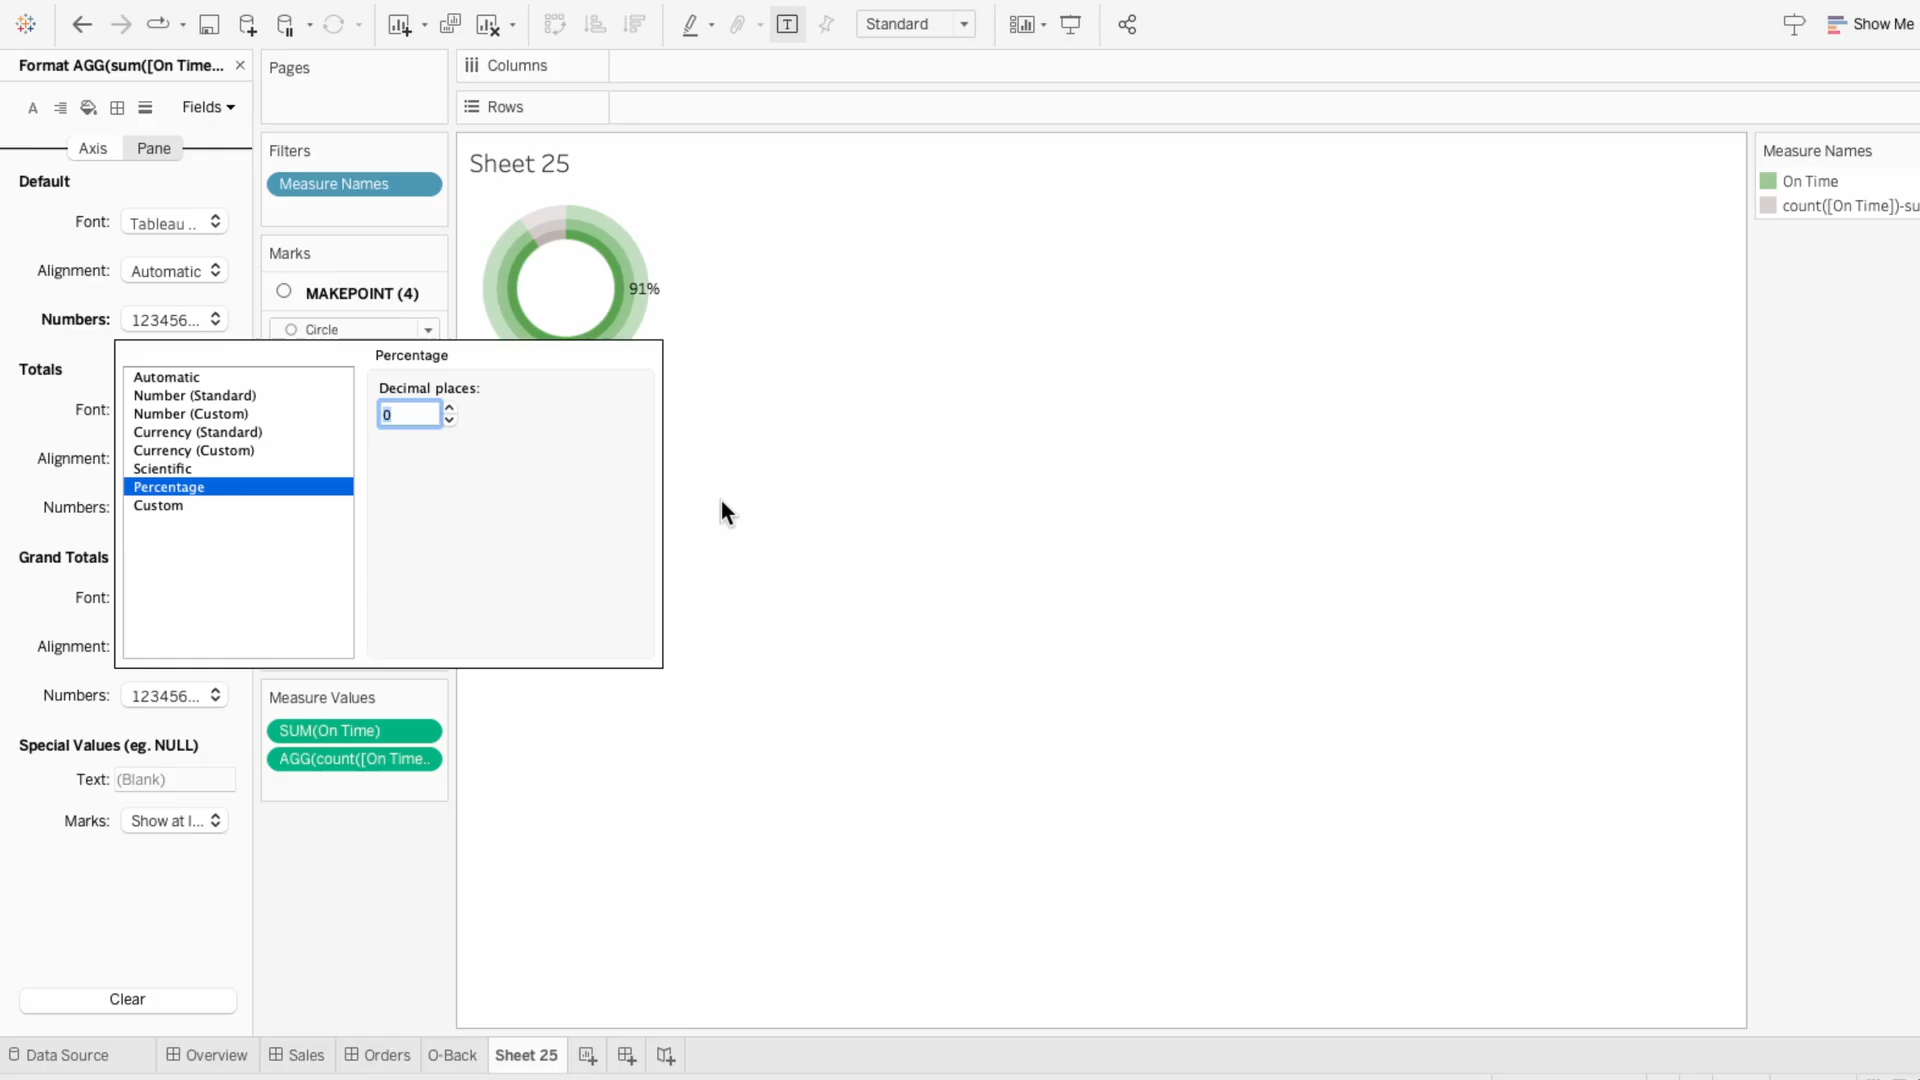 Standard
Show Me
Format AGG(sum([On Time...
Fields
Axis
Pane
Default
Font:
Tableau ..
Alignment:
Automatic
Numbers:
123456...
Totals
Font:
Alignment:
Numbers:
Grand Totals
Font:
Alignment:
Numbers:
123456...
Special Values (eg. NULL)
Text:
(Blank)
Marks:
Show at I...
Clear
Pages
Filters
Measure Names
Marks
MAKEPOINT (4)
Circle
Percentage
Automatic
Number (Standard)
Number (Custom)
Currency (Standard)
Currency (Custom)
Scientific
Percentage
Custom
Decimal places:
0
Measure Values
SUM(On Time)
AGG(count([On Time..
Columns
Rows
Sheet 25
91%
Measure Names
On Time
count([On Time])-su
Data Source
Overview
Sales
Orders
O-Back
Sheet 25